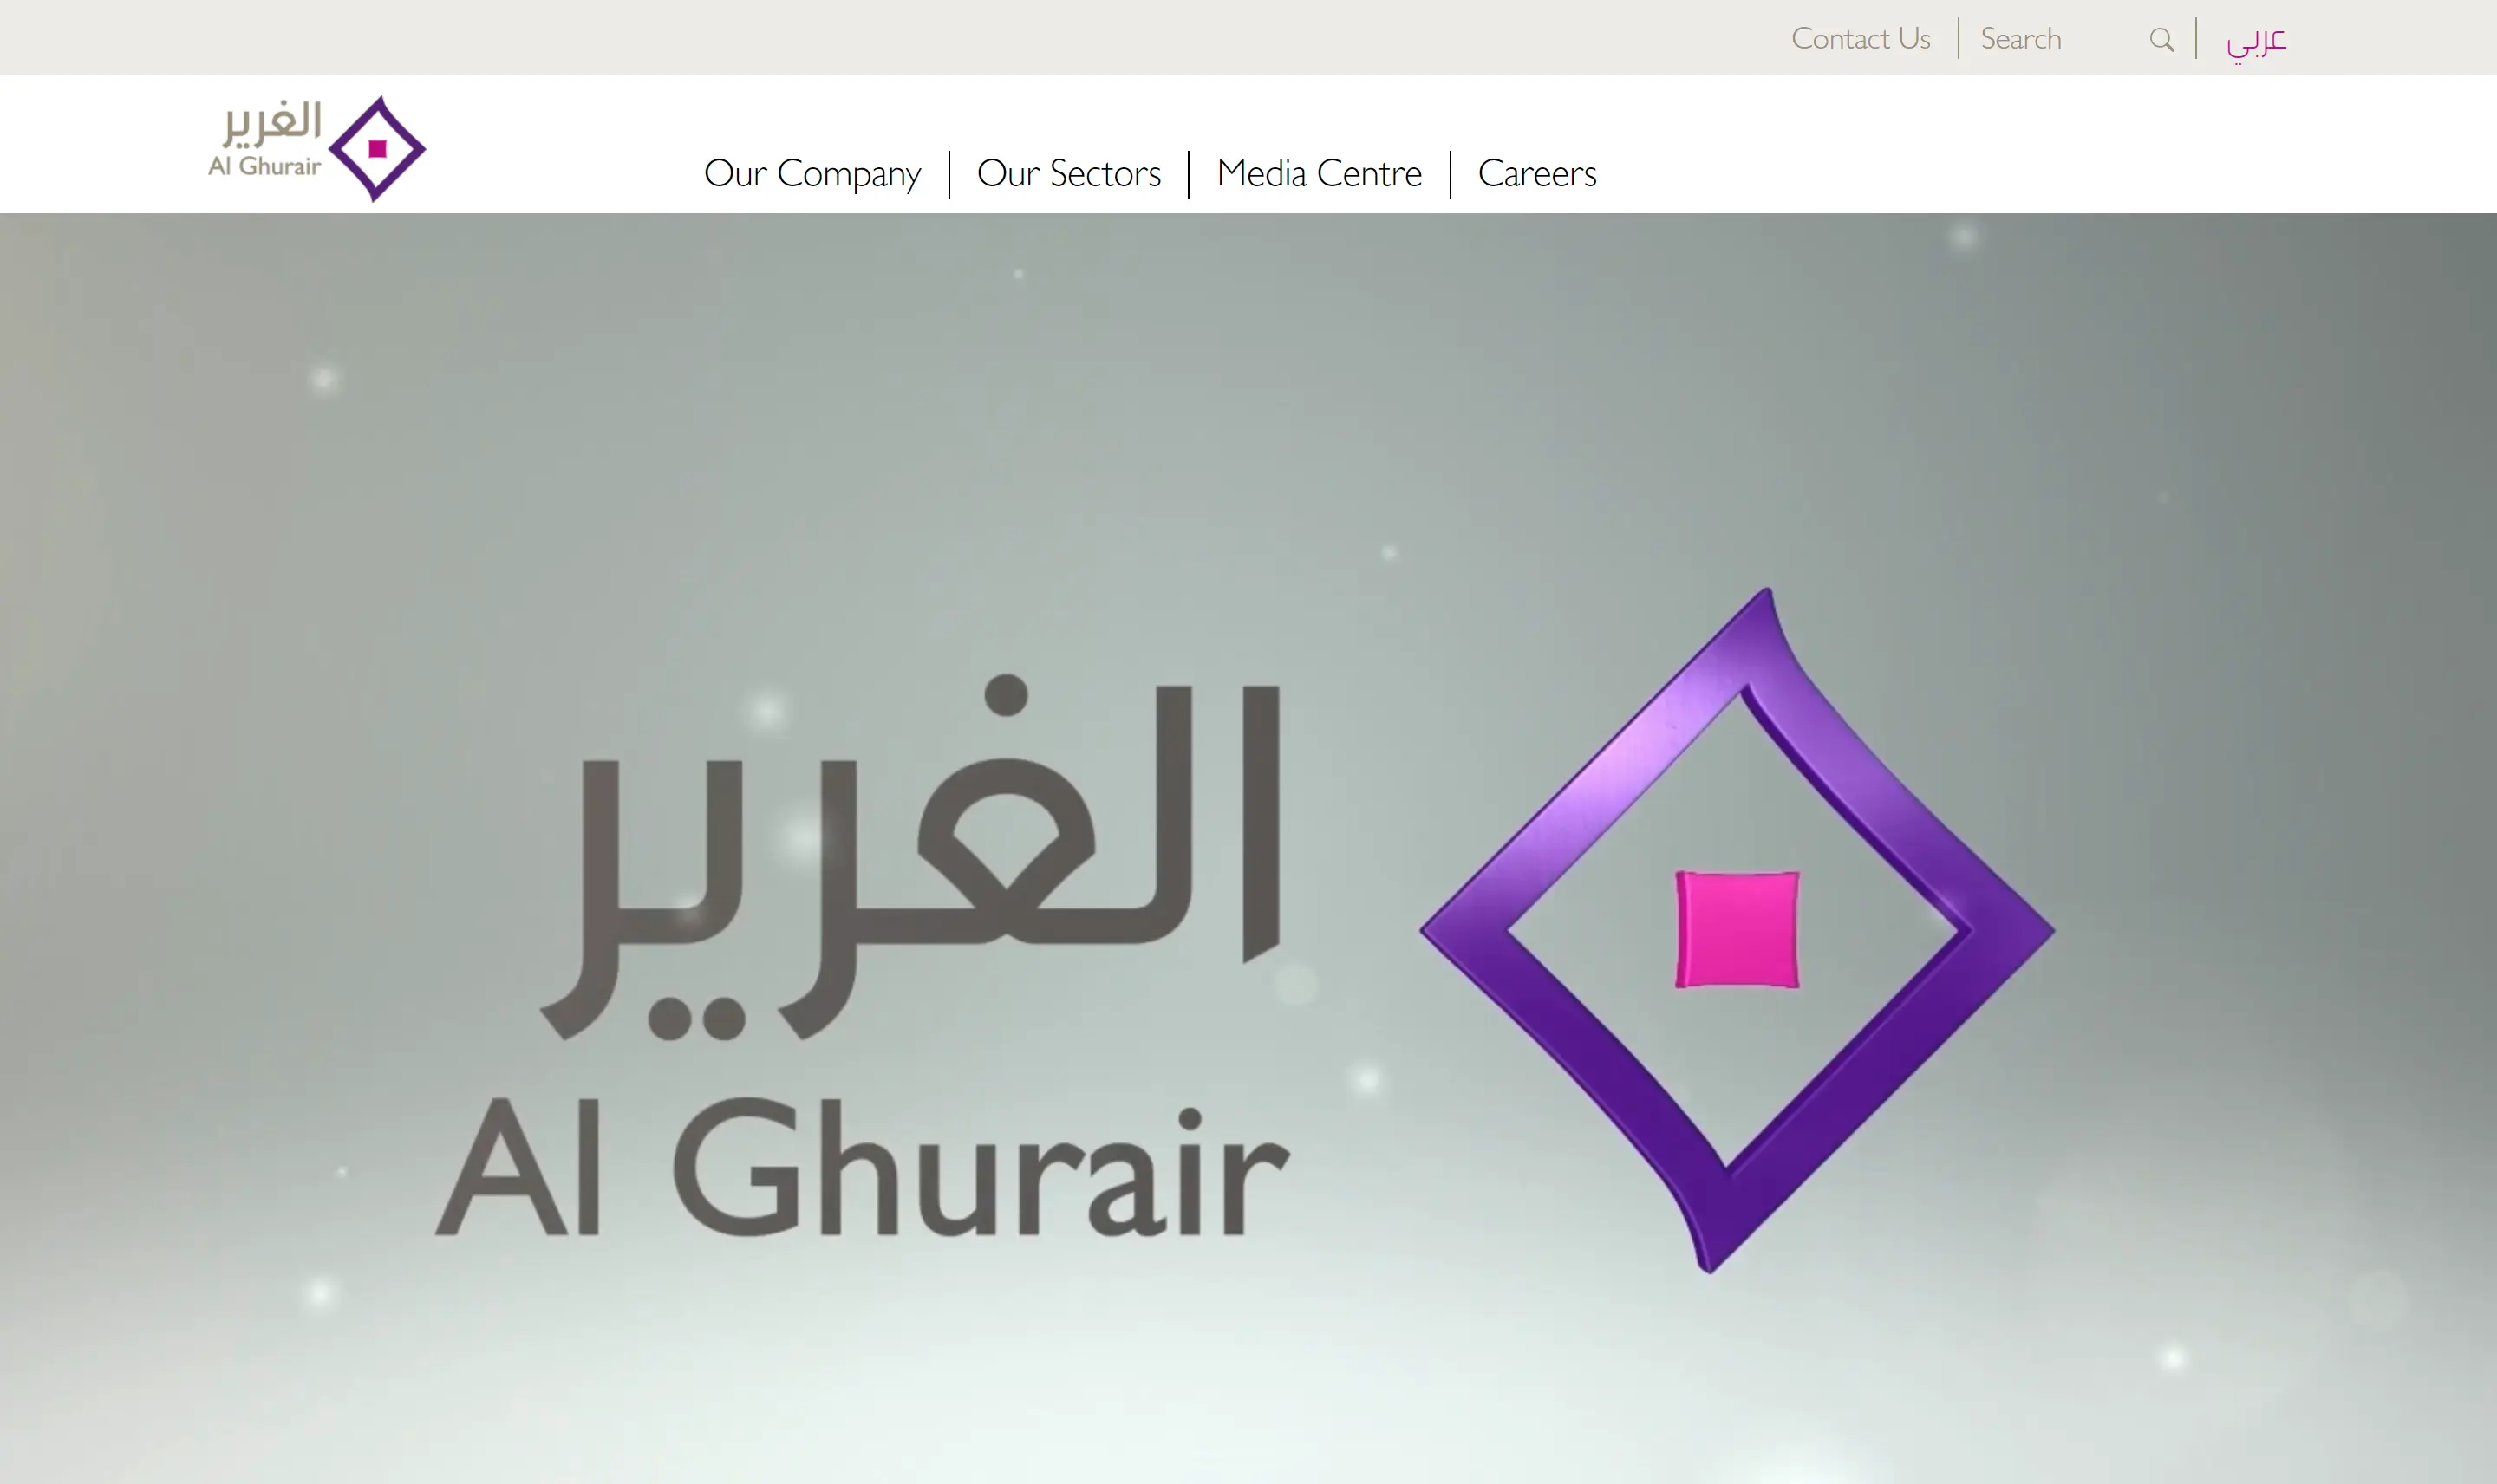 Contact Us
Search
عربي
الغرير
Al Ghurair
Our Company
Our Sectors
Media Centre
Careers
الغرير
Al Ghurair